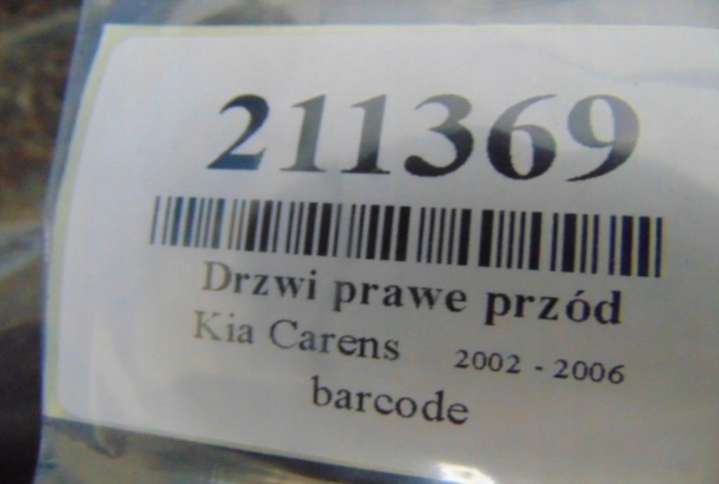 211369
Drzwi prawe przód
Kia Carens 2002 - 2006
barcode